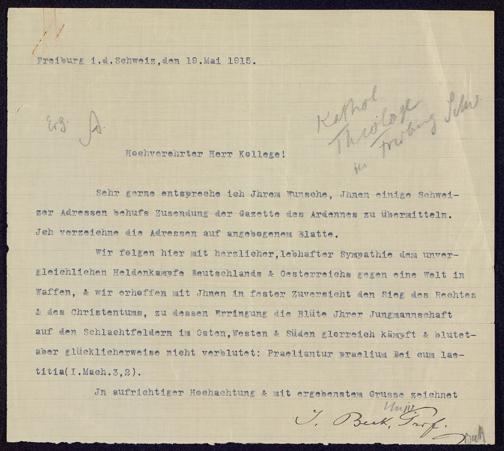 Freiburg i.d.Schweiz,den 19.Mai 1915.
Kathol
Theologe
in Freiburg Schw
Hochverehrter Herr Kollege!
Sehr gerne entspreche ich Jhrem Wunsche, Jhnen einige Schwei-
zer Adressen behufs Zusendung der Gazette des Ardennes zu übermitteln.
Jch verzeichne die Adressen auf angebogenem Blatte.
Wir folgen hier mit herzlicher,lebhafter Sympathie dem unver-
gleichlichen Heldenkampfe Deutschlands & Oesterreichs gegen eine Welt in
Waffen, & wir erhoffen mit Jhnen in fester Zuversicht den Sieg des Rechtes
& des Christentums, zu dessen Erringung die Blüte Jhrer Jungmannschaft
auf den Schlachtfeldern im Osten,Westen & Süden glorreich kämpft & blutet-
aber glücklicherweise nicht verblutet: Praeliantur praelium Dei cum lae-
titia(I.Mach.3,2).
Jn aufrichtiger Hochachtung & mit ergebenstem Grusse zeichnet
J. Beck, Prof.